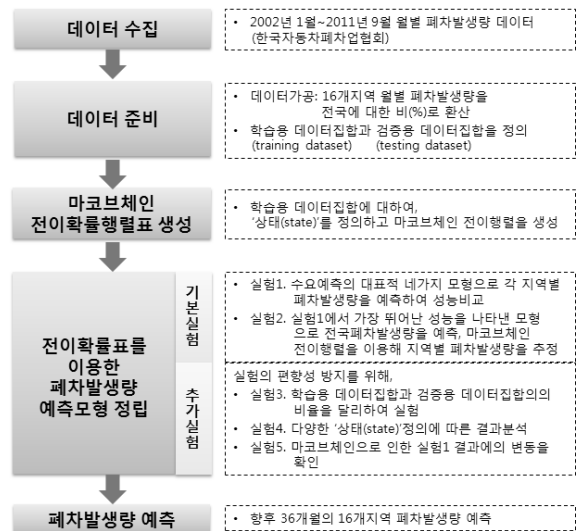 데이터 수집
• 2002년 1월~2011년 9월 월별 폐차발생량 데이터
(한국자동차폐차업협회)
데이터 준비
• 데이터가공: 16개지역 월별 폐차발생량을
전국에 대한 비(%)로 환산
• 학습용 데이터집합과 검증용 데이터집합을 정의
(training dataset) (testing dataset)
마코브체인
전이확률행렬표 생성
• 학습용 데이터집합에 대하여,
'상태(state)'를 정의하고 마코브체인 전이행렬을 생성
전이확률표를
이용한
폐차발생량
예측모형 정립
기본실험
• 실험1. 수요예측의 대표적 네가지 모형으로 각 지역별
폐차발생량을 예측하여 성능비교
• 실험2. 실험1에서 가장 뛰어난 성능을 나타낸 모형
으로 전국폐차발생량을 예측, 마코브체인
전이행렬을 이용해 지역별 폐차발생량을 추정
추가실험
실험의 편향성 방지를 위해,
• 실험3. 학습용 데이터집합과 검증용 데이터집합의의
비율을 달리하여 실험
• 실험4. 다양한 '상태(state)'정의에 따른 결과분석
• 실험5. 마코브체인으로 인한 실험1 결과에의 변동을
확인
폐차발생량 예측
• 향후 36개월의 16개지역 폐차발생량 예측